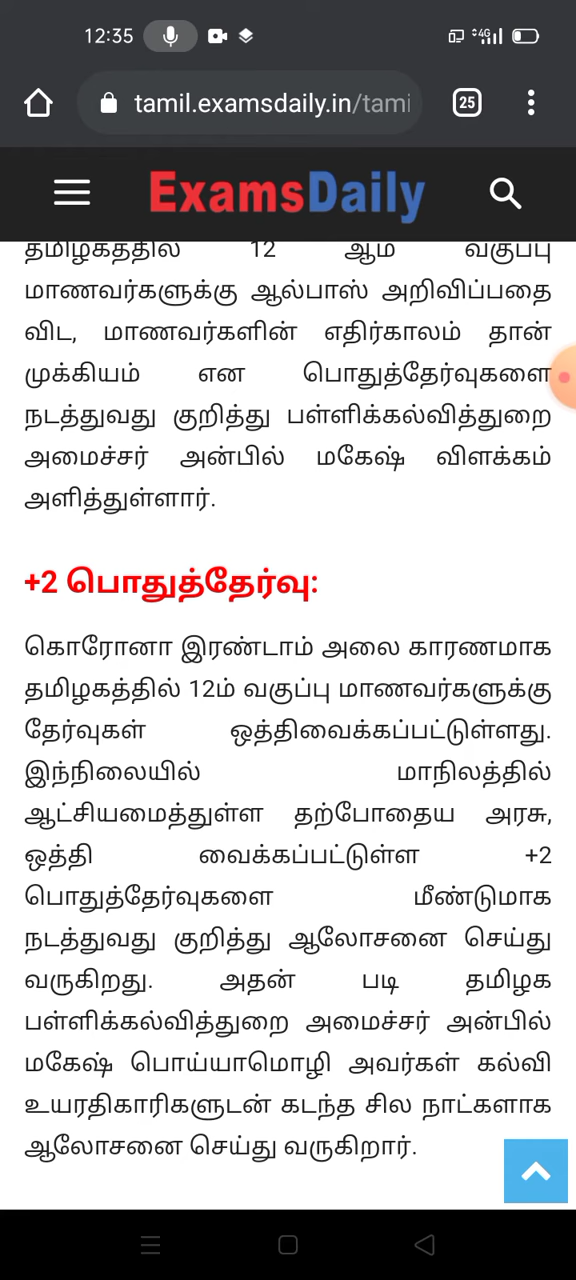 12:35
4G
tamil.examsdaily.in/tami
25
ExamsDaily
தமிழகத்தில் 12 ஆம் வகுப்பு
மாணவர்களுக்கு ஆல்பாஸ் அறிவிப்பதை
விட, மாணவர்களின் எதிர்காலம் தான்
முக்கியம் என பொதுத்தேர்வுகளை
நடத்துவது குறித்து பள்ளிக்கல்வித்துறை
அமைச்சர் அன்பில் மகேஷ் விளக்கம்
அளித்துள்ளார்.
+2 பொதுத்தேர்வு:
கொரோனா இரண்டாம் அலை காரணமாக
தமிழகத்தில் 12ம் வகுப்பு மாணவர்களுக்கு
தேர்வுகள் ஒத்திவைக்கப்பட்டுள்ளது.
இந்நிலையில் மாநிலத்தில்
ஆட்சியமைத்துள்ள தற்போதைய அரசு,
ஒத்தி வைக்கப்பட்டுள்ள +2
பொதுத்தேர்வுகளை மீண்டுமாக
நடத்துவது குறித்து ஆலோசனை செய்து
வருகிறது. அதன் படி தமிழக
பள்ளிக்கல்வித்துறை அமைச்சர் அன்பில்
மகேஷ் பொய்யாமொழி அவர்கள் கல்வி
உயரதிகாரிகளுடன் கடந்த சில நாட்களாக
ஆலோசனை செய்து வருகிறார்.